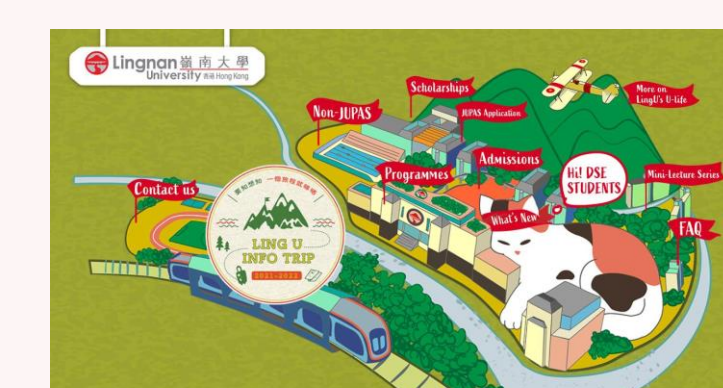 Lingnan 嶺南大學
University 香港 Hong Kong
Scholarships
More on
LingU's U-life
Non-JUPAS
JUPAS Application
Admissions
Programmes
Hi! DSE
STUDENTS
Mini-Lecture Series
Contact us
What's New
FAQ
LING U
INFO TRIP
2021-2022